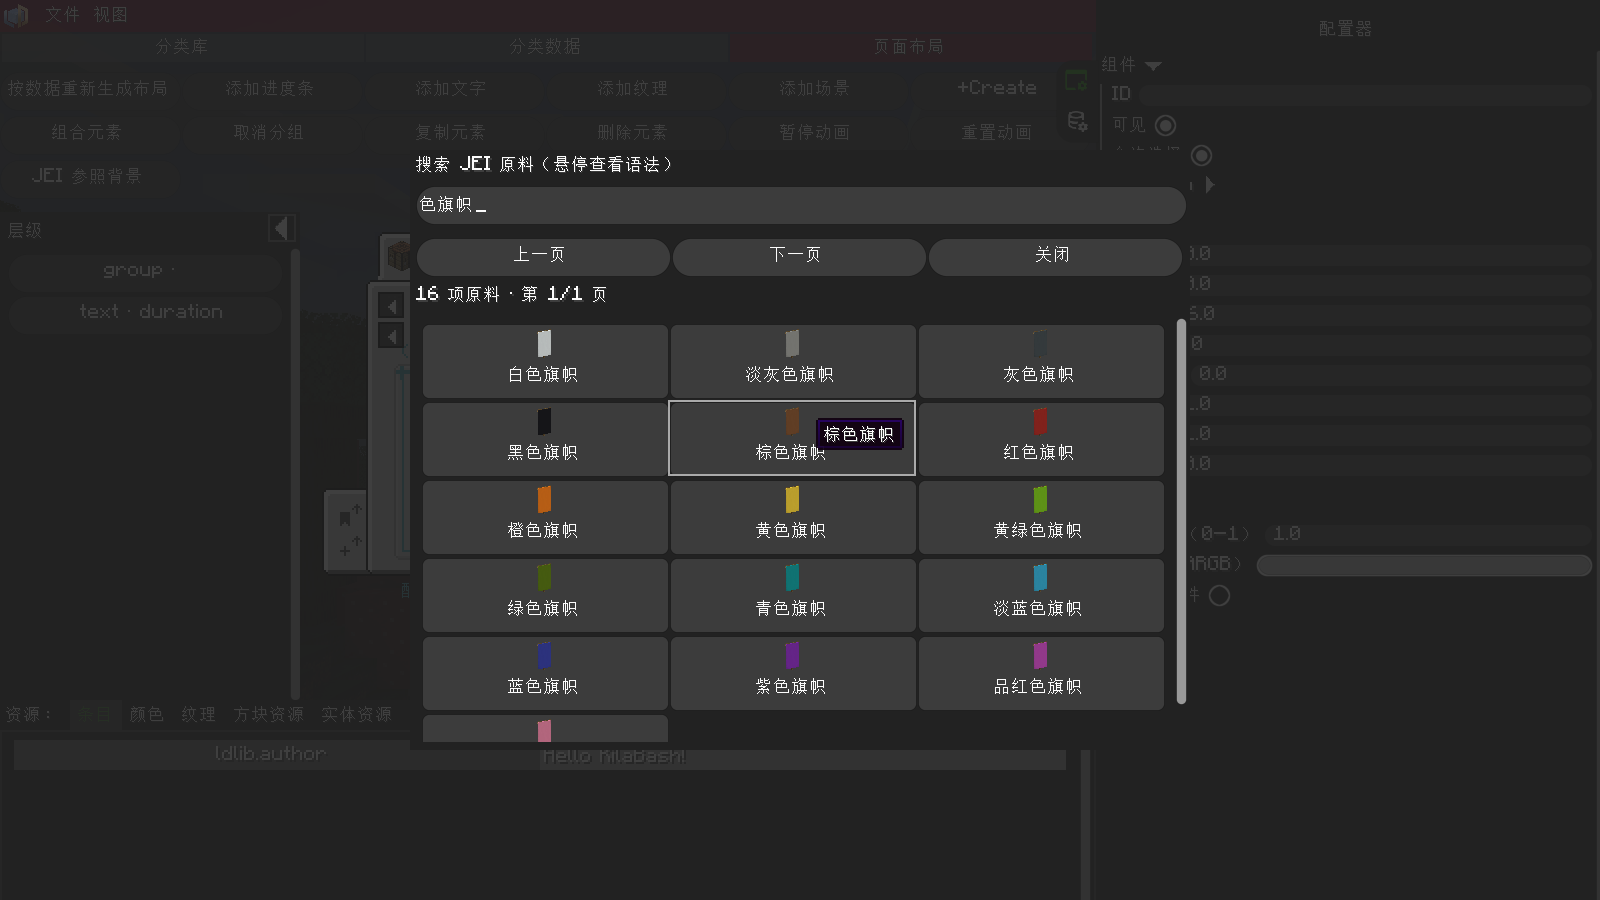 文件 视图
分类库 分类数据 页面布局 配置器
按数据重新生成布局 添加进度条 添加文字 添加纹理 添加场景 +Create
组合元素 取消分组 复制元素 删除元素 暂停动画 重置动画
JEI 参照背景
组件
ID
可见
搜索 JEI 原料（悬停查看语法）
色旗帜_
上一页 下一页 关闭
16 项原料 · 第 1/1 页
层级
group ·
text · duration
白色旗帜 淡灰色旗帜 灰色旗帜
黑色旗帜 棕色旗帜 红色旗帜
棕色旗帜
橙色旗帜 黄色旗帜 黄绿色旗帜
绿色旗帜 青色旗帜 淡蓝色旗帜
蓝色旗帜 紫色旗帜 品红色旗帜
0.0
(0-1) 1.0
资源： 颜色 纹理 方块资源 实体资源
ldlib.author Hello KilaBash!